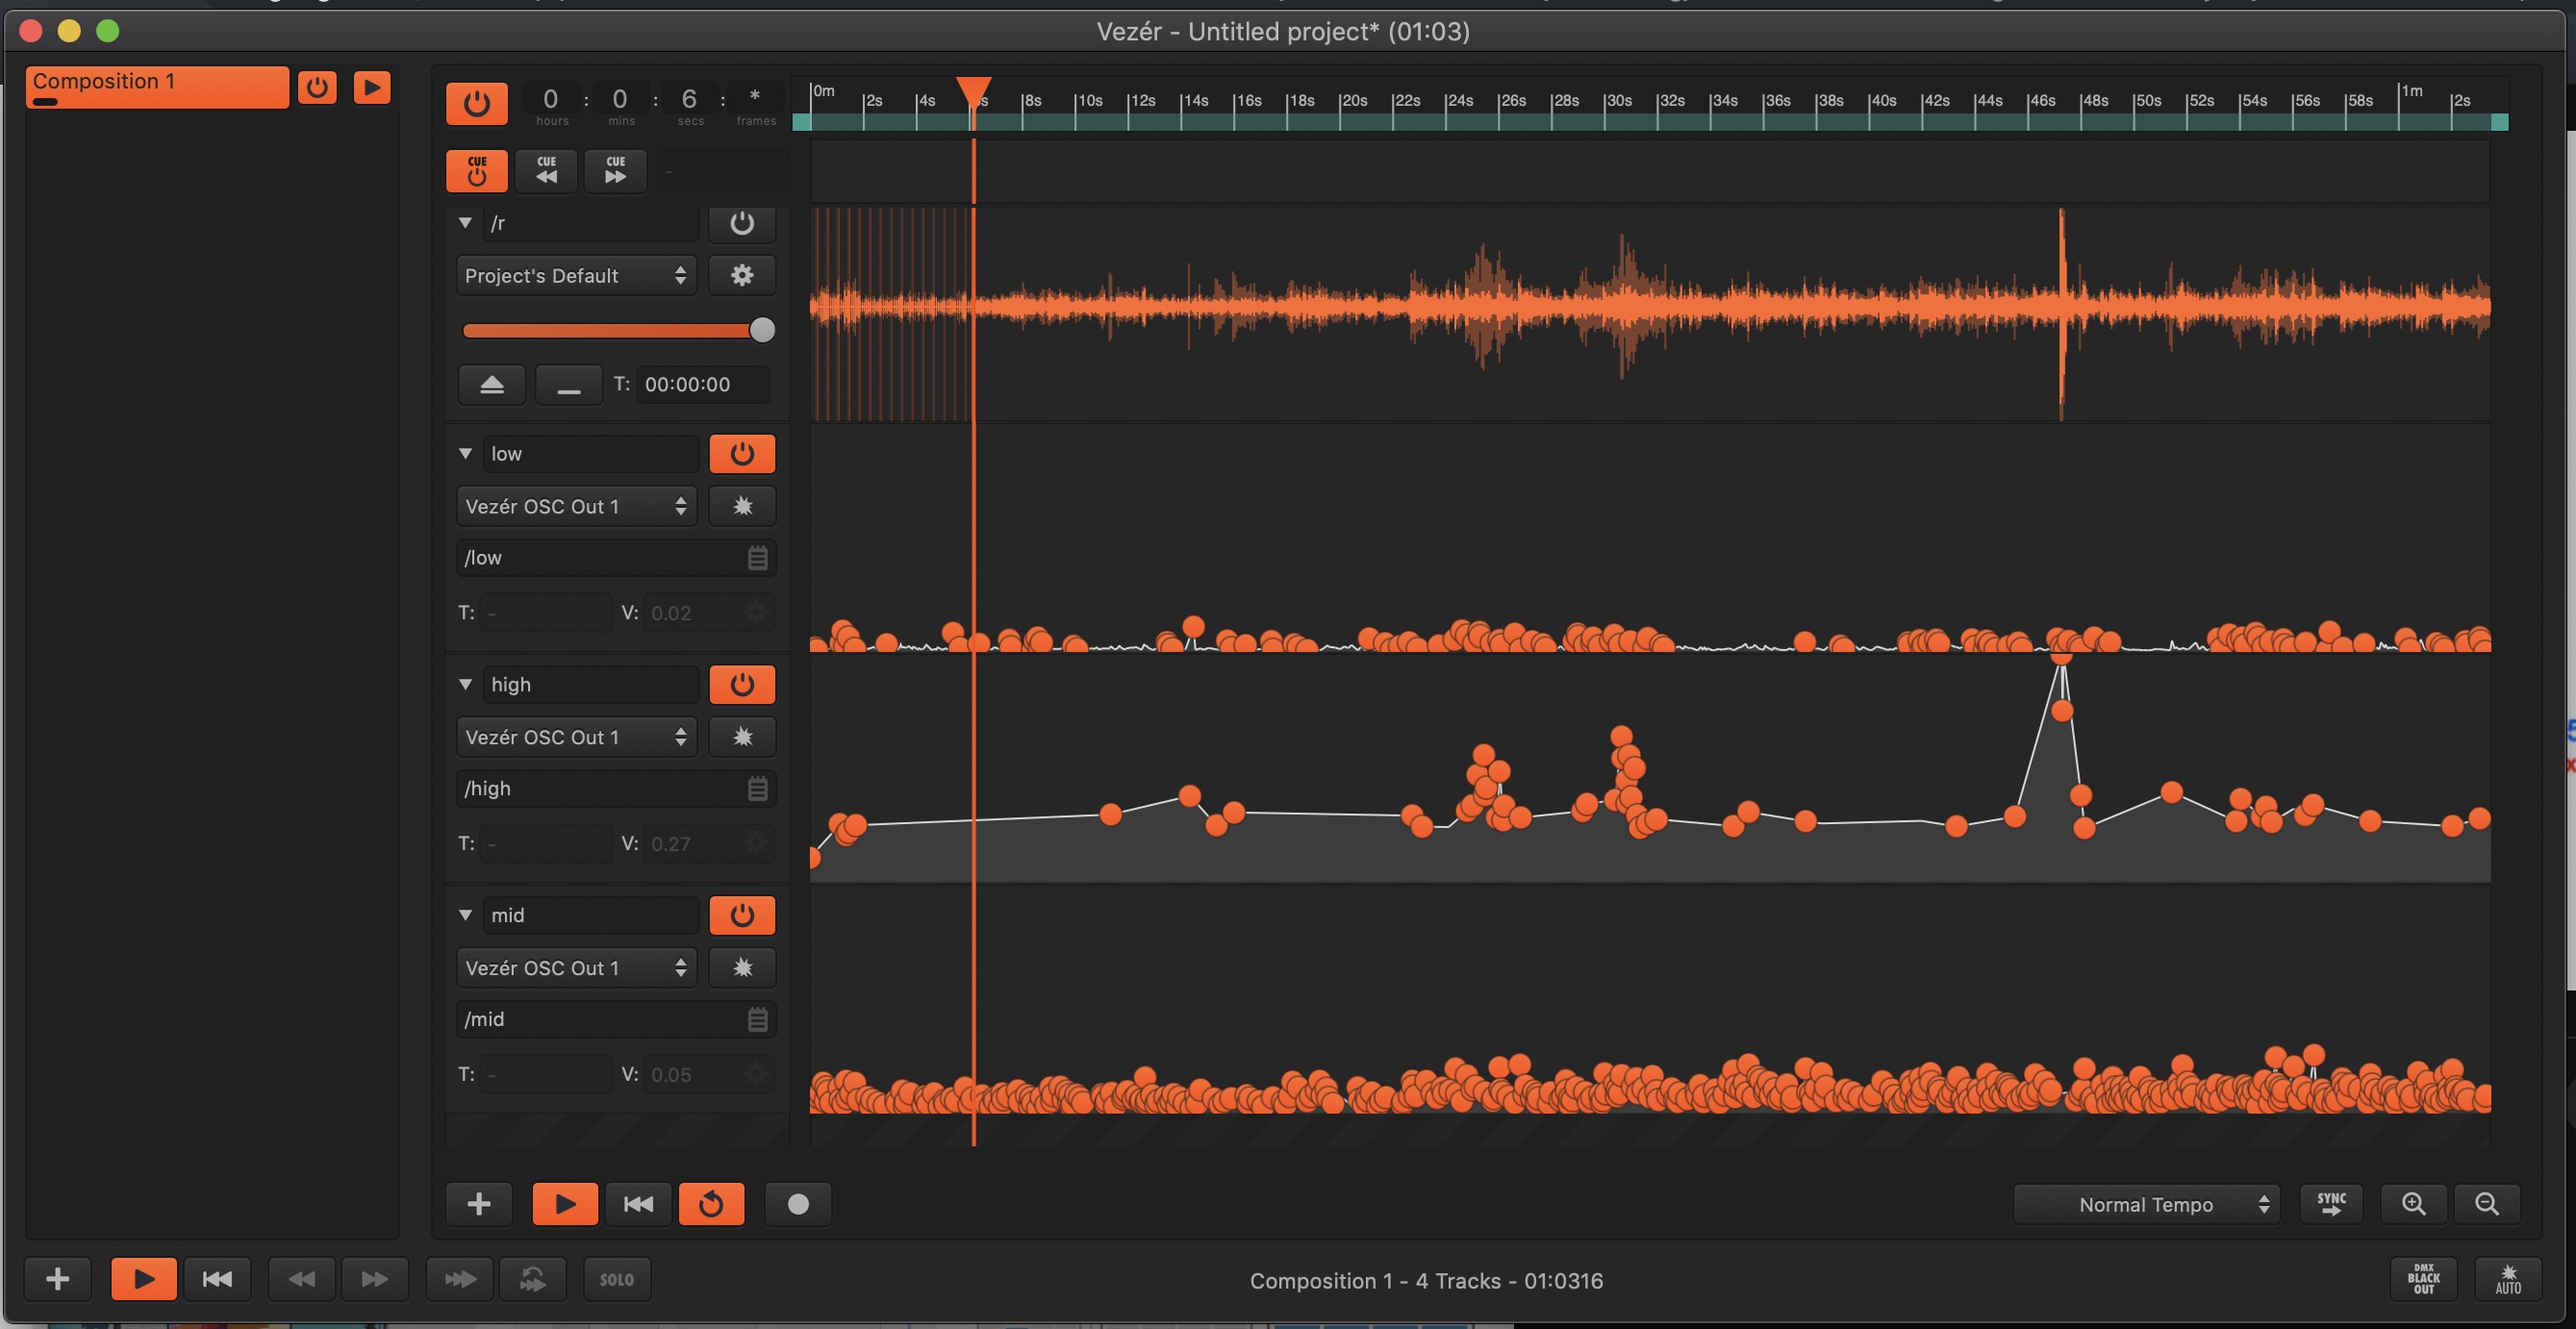 Vezér - Untitled project* (01:03)
Composition 1
0 : 0 : 6 : *
hours mins secs frames
0m 2s 4s 8s 10s 12s 14s 16s 18s 20s 22s 24s 26s 28s 30s 32s 34s 36s 38s 40s 42s 44s 46s 48s 50s 52s 54s 56s 58s 1m 2s
CUE CUE CUE -
/r
Project's Default
T: 00:00:00
low
Vezér OSC Out 1
/low
T: - V: 0.02
high
Vezér OSC Out 1
/high
T: - V: 0.27
mid
Vezér OSC Out 1
/mid
T: - V: 0.05
Normal Tempo SYNC
SOLO
Composition 1 - 4 Tracks - 01:0316
DMX
BLACK
OUT
AUTO